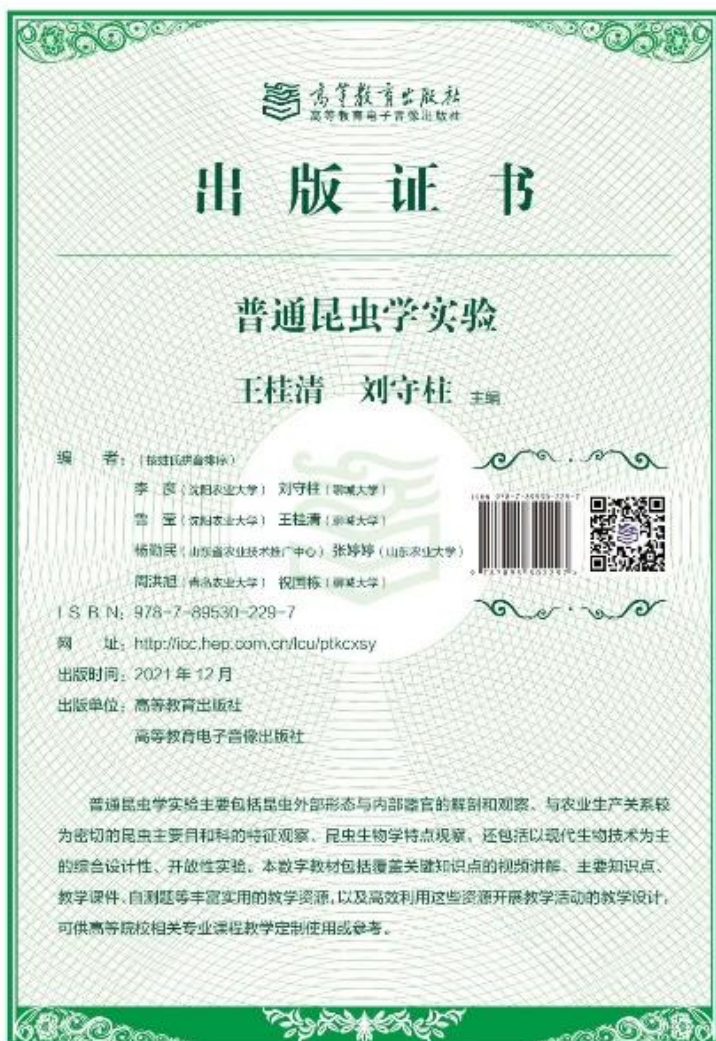 高等教育出版社
高等教育电子音像出版社
出版证书
普通昆虫学实验
王桂清 刘守柱 主编
编 者：（按姓氏拼音排序）
李 彦（沈阳农业大学） 刘守柱（聊城大学）
雪 莹（沈阳农业大学） 王桂清（聊城大学）
杨勤民（山东省农业技术推广中心） 张婷婷（山东农业大学）
周洪旭（青岛农业大学） 祝国栋（聊城大学）
ISBN 978-7-89530-229-7
ISBN：978-7-89530-229-7
网 址：http://icc.hep.com.cn/lcu/ptkcxsy
出版时间：2021年12月
出版单位：高等教育出版社
高等教育电子音像出版社
普通昆虫学实验主要包括昆虫外部形态与内部器官的解剖和观察、与农业生产关系较
为密切的昆虫主要目和科的特征观察、昆虫生物学特点观察，还包括以现代生物技术为主
的综合设计性、开放性实验。本数字教材包括覆盖关键知识点的视频讲解、主要知识点、
教学课件、自测题等丰富实用的教学资源，以及高效利用这些资源开展教学活动的教学设计，
可供高等院校相关专业课程教学定制使用或参考。